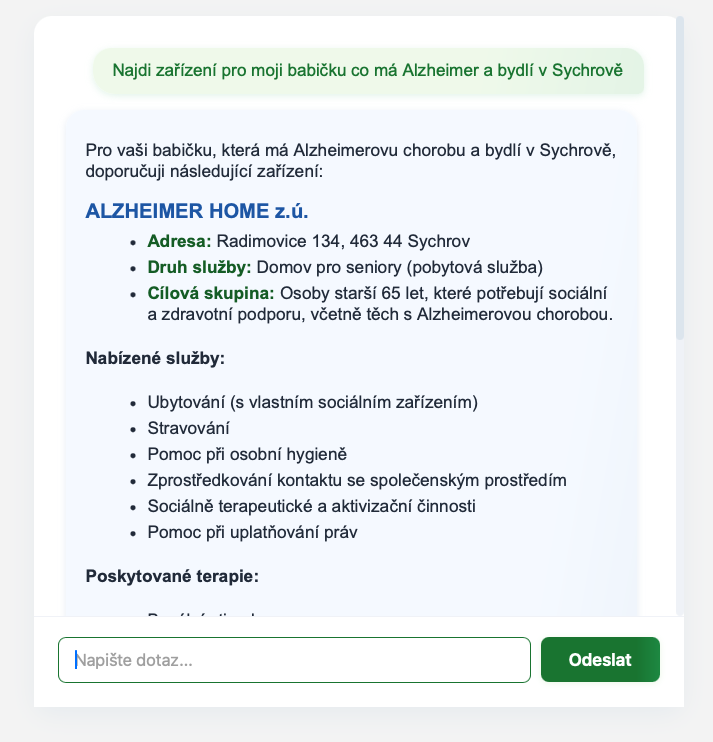 Najdi zařízení pro moji babičku co má Alzheimer a bydlí v Sychrově
Pro vaši babičku, která má Alzheimerovu chorobu a bydlí v Sychrově,
doporučuji následující zařízení:
ALZHEIMER HOME z.ú.
• Adresa: Radimovice 134, 463 44 Sychrov
• Druh služby: Domov pro seniory (pobytová služba)
• Cílová skupina: Osoby starší 65 let, které potřebují sociální
a zdravotní podporu, včetně těch s Alzheimerovou chorobou.
Nabízené služby:
• Ubytování (s vlastním sociálním zařízením)
• Stravování
• Pomoc při osobní hygieně
• Zprostředkování kontaktu se společenským prostředím
• Sociálně terapeutické a aktivizační činnosti
• Pomoc při uplatňování práv
Poskytované terapie:
Napište dotaz...
Odeslat